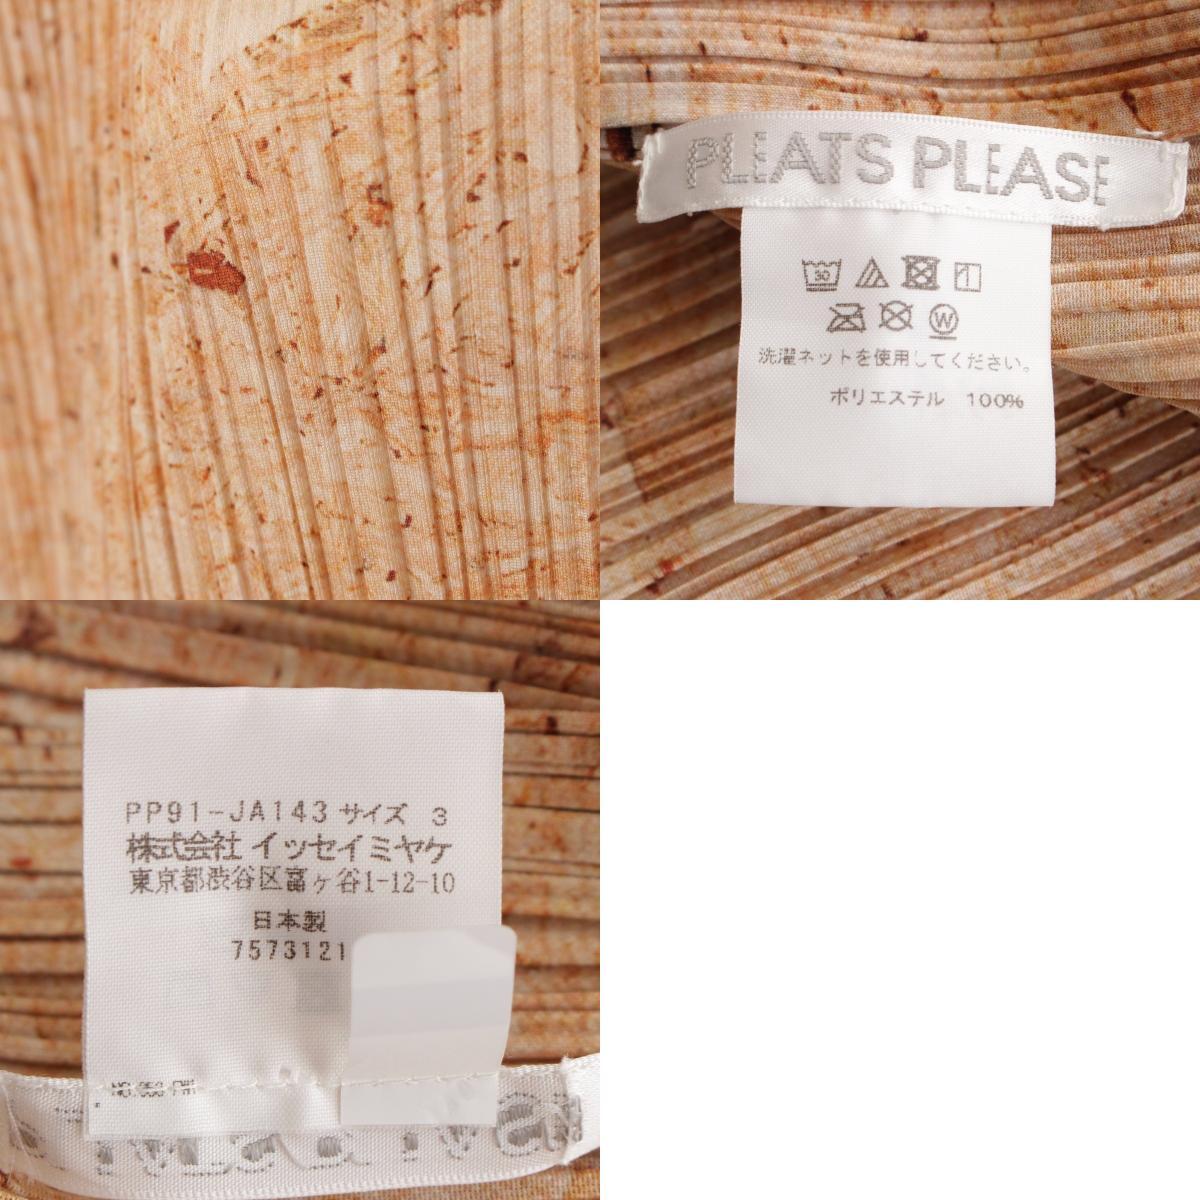 PLEATS PLEASE
30
W
洗濯ネットを使用してください。
ポリエステル 100%
PP91-JA143 サイズ 3
株式会社 イッセイミヤケ
東京都渋谷区富ヶ谷1-12-10
日本製
7573121